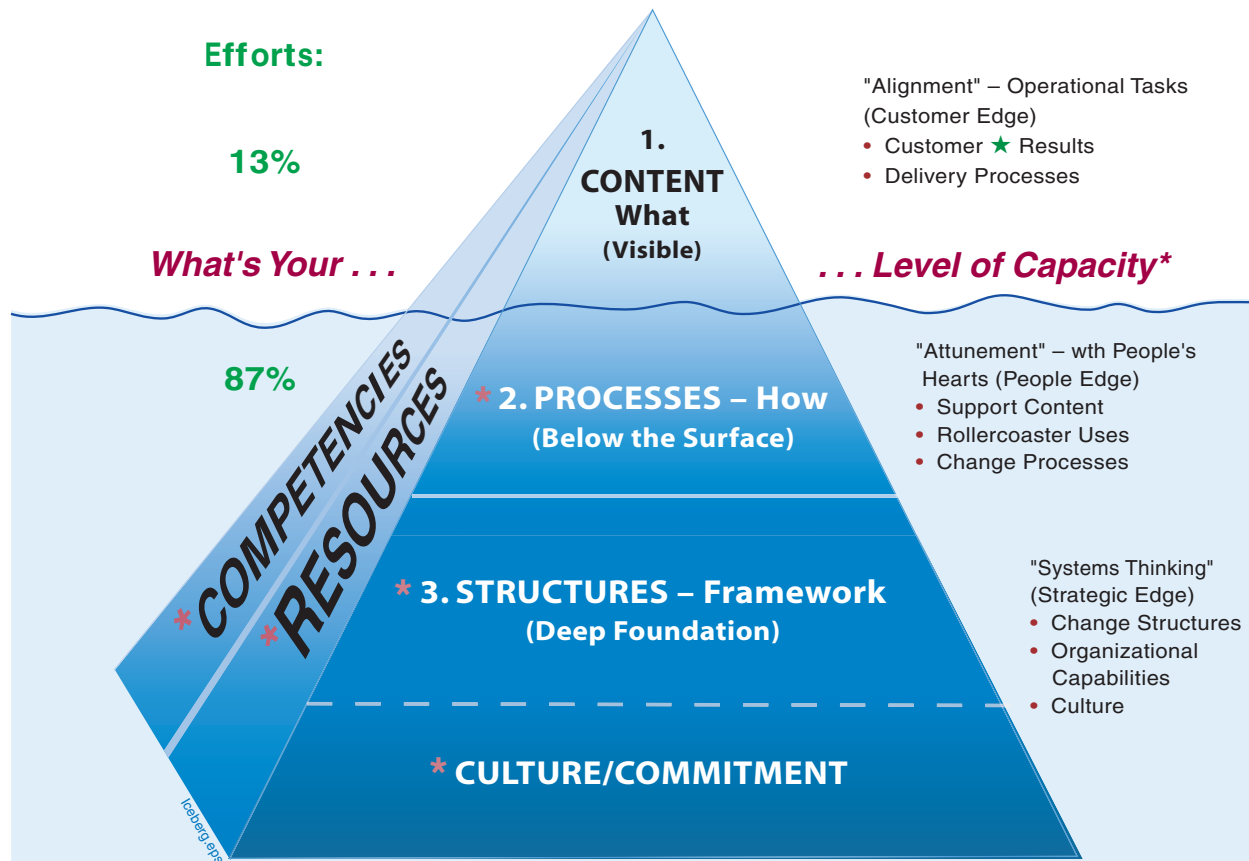 Efforts:
13%
"Alignment" – Operational Tasks
(Customer Edge)
• Customer ★ Results
• Delivery Processes
1.
CONTENT
What
(Visible)
What's Your . . .
. . . Level of Capacity*
87%
* COMPETENCIES
* RESOURCES
* 2. PROCESSES – How
(Below the Surface)
"Attunement" – wth People's
Hearts (People Edge)
• Support Content
• Rollercoaster Uses
• Change Processes
* 3. STRUCTURES – Framework
(Deep Foundation)
"Systems Thinking"
(Strategic Edge)
• Change Structures
• Organizational
Capabilities
• Culture
* CULTURE/COMMITMENT
Iceberg.eps